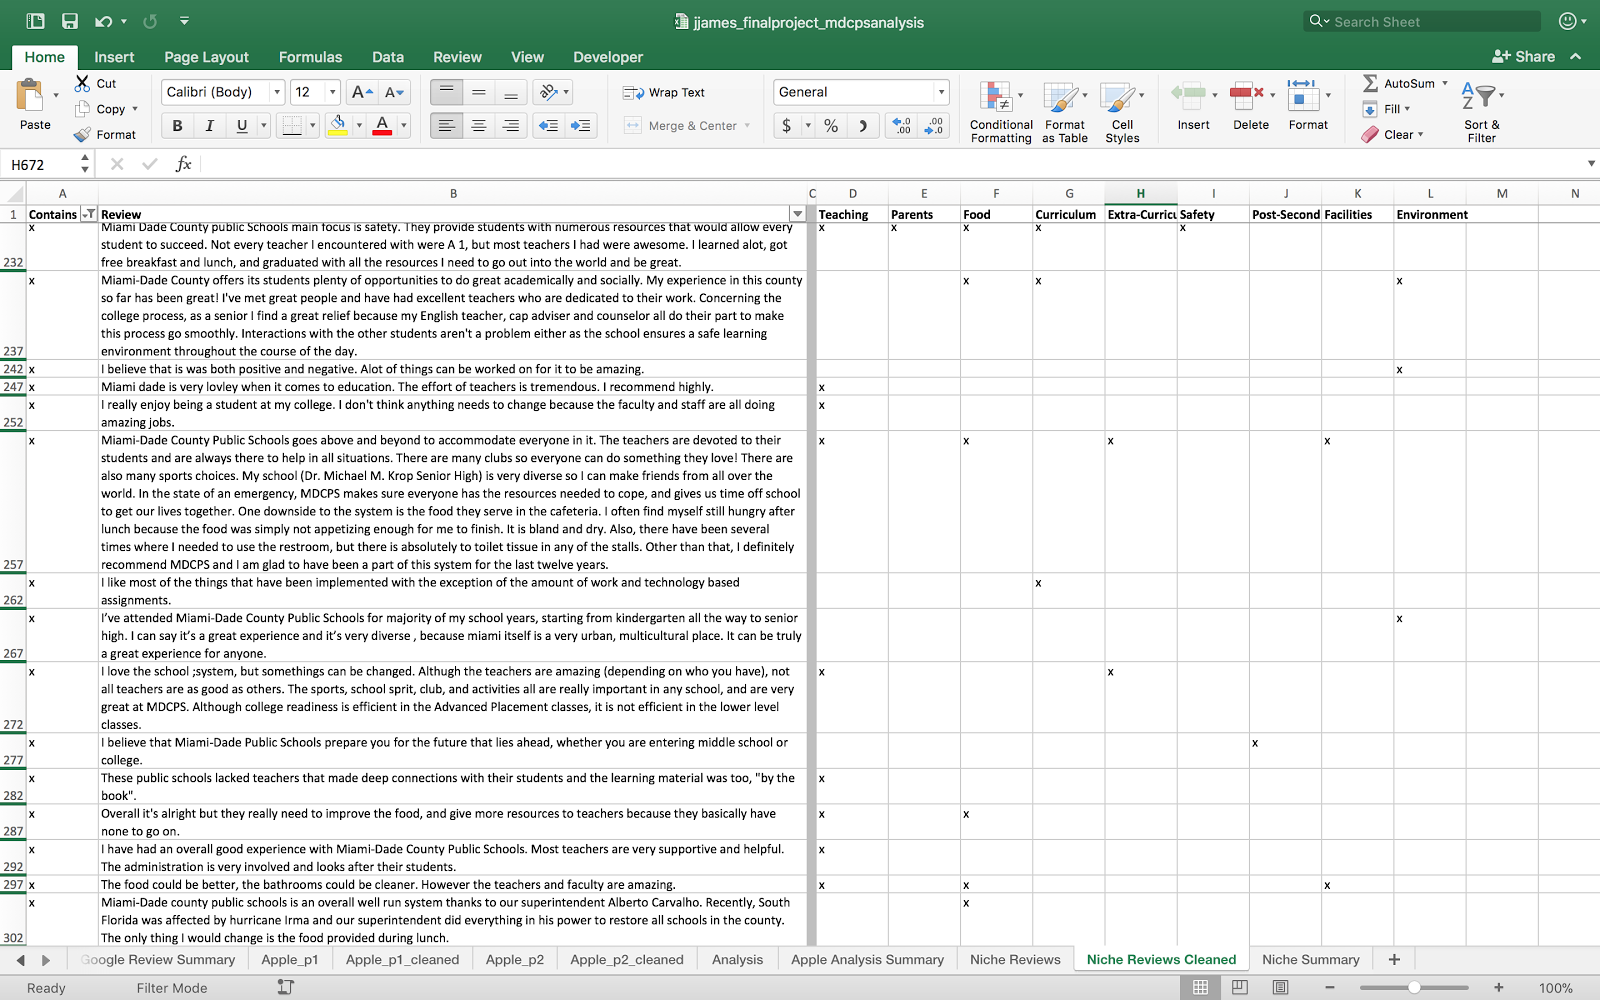 jjames_finalproject_mdcpsanalysis
Search Sheet
Home Insert Page Layout Formulas Data Review View Developer
Share
Paste
Cut
Copy
Format
Calibri (Body) 12
B I U
Wrap Text
Merge & Center
General
$ %
Conditional Formatting
Format as Table
Cell Styles
Insert
Delete
Format
AutoSum
Fill
Clear
Sort & Filter
H672 fx
A B C D E F G H I J K L M N
1 Contains Review Teaching Parents Food Curriculum Extra-Curricu Safety Post-Second Facilities Environment
x Miami Dade County public Schools main focus is safety. They provide students with numerous resources that would allow every x x x x x
student to succeed. Not every teacher I encountered with were A 1, but most teachers I had were awesome. I learned alot, got
232 free breakfast and lunch, and graduated with all the resources I need to go out into the world and be great.
x Miami-Dade County offers its students plenty of opportunities to do great academically and socially. My experience in this county x x x
so far has been great! I've met great people and have had excellent teachers who are dedicated to their work. Concerning the
college process, as a senior I find a great relief because my English teacher, cap adviser and counselor all do their part to make
this process go smoothly. Interactions with the other students aren't a problem either as the school ensures a safe learning
237 environment throughout the course of the day.
242 x I believe that is was both positive and negative. Alot of things can be worked on for it to be amazing. x
247 x Miami dade is very lovley when it comes to education. The effort of teachers is tremendous. I recommend highly. x
x I really enjoy being a student at my college. I don't think anything needs to change because the faculty and staff are all doing x
252 amazing jobs.
x Miami-Dade County Public Schools goes above and beyond to accommodate everyone in it. The teachers are devoted to their x x x x
students and are always there to help in all situations. There are many clubs so everyone can do something they love! There are
also many sports choices. My school (Dr. Michael M. Krop Senior High) is very diverse so I can make friends from all over the
world. In the state of an emergency, MDCPS makes sure everyone has the resources needed to cope, and gives us time off school
to get our lives together. One downside to the system is the food they serve in the cafeteria. I often find myself still hungry after
lunch because the food was simply not appetizing enough for me to finish. It is bland and dry. Also, there have been several
times where I needed to use the restroom, but there is absolutely to toilet tissue in any of the stalls. Other than that, I definitely
257 recommend MDCPS and I am glad to have been a part of this system for the last twelve years.
x I like most of the things that have been implemented with the exception of the amount of work and technology based x
262 assignments.
x I've attended Miami-Dade County Public Schools for majority of my school years, starting from kindergarten all the way to senior x
high. I can say it's a great experience and it's very diverse , because miami itself is a very urban, multicultural place. It can be truly
267 a great experience for anyone.
x I love the school ;system, but somethings can be changed. Althugh the teachers are amazing (depending on who you have), not x x
all teachers are as good as others. The sports, school sprit, club, and activities all are really important in any school, and are very
great at MDCPS. Although college readiness is efficient in the Advanced Placement classes, it is not efficient in the lower level
272 classes.
x I believe that Miami-Dade Public Schools prepare you for the future that lies ahead, whether you are entering middle school or x
277 college.
x These public schools lacked teachers that made deep connections with their students and the learning material was too, "by the x
282 book".
x Overall it's alright but they really need to improve the food, and give more resources to teachers because they basically have x x
287 none to go on.
x I have had an overall good experience with Miami-Dade County Public Schools. Most teachers are very supportive and helpful. x
292 The administration is very involved and looks after their students.
297 x The food could be better, the bathrooms could be cleaner. However the teachers and faculty are amazing. x x x
x Miami-Dade county public schools is an overall well run system thanks to our superintendent Alberto Carvalho. Recently, South x
Florida was affected by hurricane Irma and our superintendent did everything in his power to restore all schools in the county.
302 The only thing I would change is the food provided during lunch.
Google Review Summary Apple_p1 Apple_p1_cleaned Apple_p2 Apple_p2_cleaned Analysis Apple Analysis Summary Niche Reviews Niche Reviews Cleaned Niche Summary +
Ready Filter Mode 100%